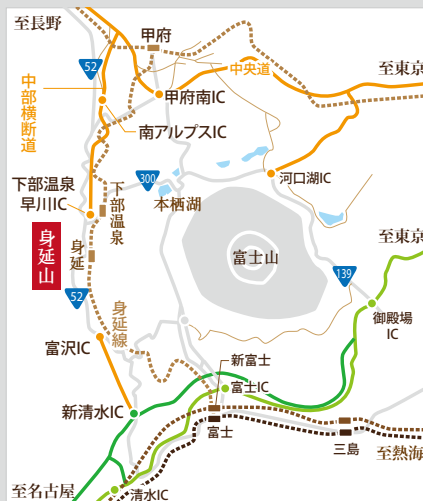 至長野
甲府
52
中央道
至東京
中部
横断道
甲府南IC
南アルプスIC
300
河口湖IC
下部温泉
早川IC
下部温泉
本栖湖
身延山
身延
富士山
至東京
139
52
身延線
御殿場
IC
富沢IC
新富士
富士IC
新清水IC
富士
三島
至熱海
至名古屋
清水IC